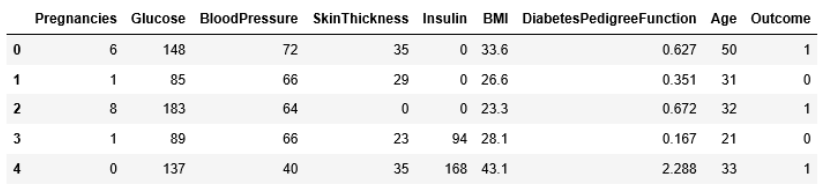 Pregnancies Glucose BloodPressure SkinThickness Insulin BMI DiabetesPedigreeFunction Age Outcome
0 6 148 72 35 0 33.6 0.627 50 1
1 1 85 66 29 0 26.6 0.351 31 0
2 8 183 64 0 0 23.3 0.672 32 1
3 1 89 66 23 94 28.1 0.167 21 0
4 0 137 40 35 168 43.1 2.288 33 1